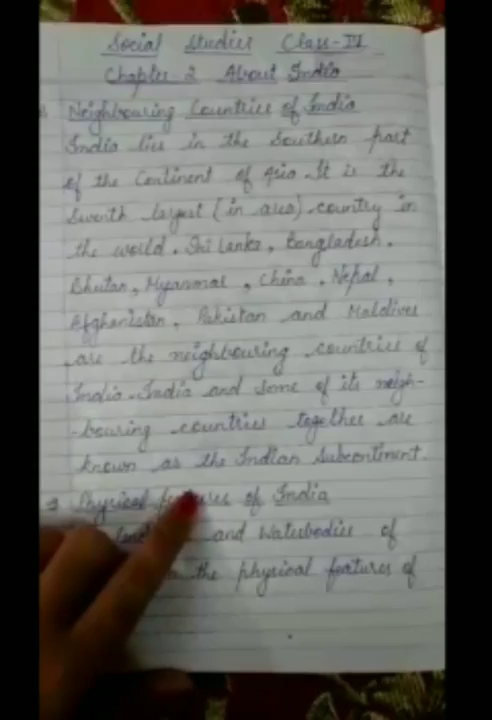 Social Studies Class-IV
Chapter 2 About India
Neighbouring Countries of India
India lies in the Southern part
of the Continent of Asia. It is the
Seventh largest (in area) country in
the world. Sri Lanka, Bangladesh,
Bhutan, Myanmar, China, Nepal,
Afghanistan, Pakistan and Maldives
are the neighbouring countries of
India. India and some of its neigh-
-bouring countries together are
known as the Indian Subcontinent.
Physical features of India
and Waterbodies of
the physical features of